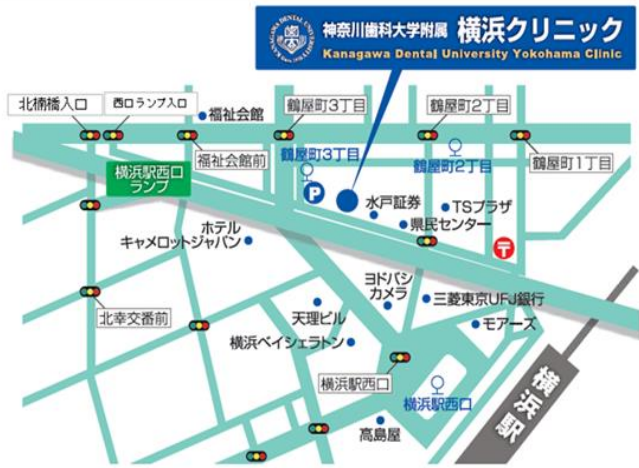 神奈川歯科大学附属 横浜クリニック
Kanagawa Dental University Yokohama Clinic
北楠橋入口
西口ランプ入口
福祉会館
鶴屋町3丁目
鶴屋町2丁目
福祉会館前
鶴屋町3丁目
鶴屋町2丁目
鶴屋町1丁目
横浜駅西口
ランプ
P
水戸証券
TSプラザ
県民センター
〒
ホテル
キャメロットジャパン
ヨドバシ
カメラ
三菱東京UFJ銀行
北幸交番前
天理ビル
モアーズ
横浜ベイシェラトン
横浜駅西口
横浜駅西口
横浜駅
高島屋